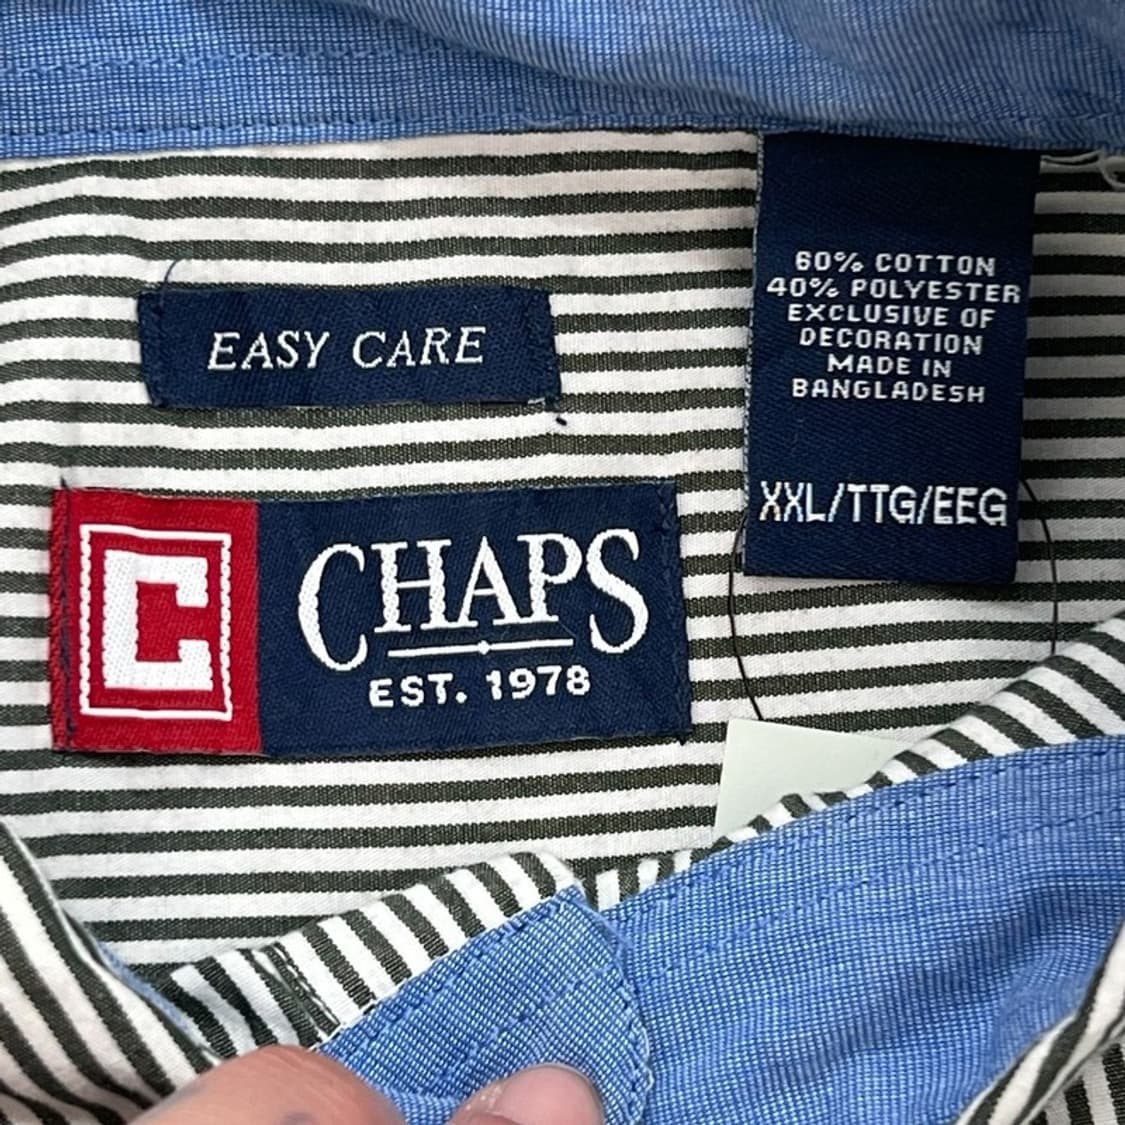 60% COTTON
40% POLYESTER
EXCLUSIVE OF
DECORATION
MADE IN
BANGLADESH
XXL/TTG/EEG
EASY CARE
C
CHAPS
EST. 1978